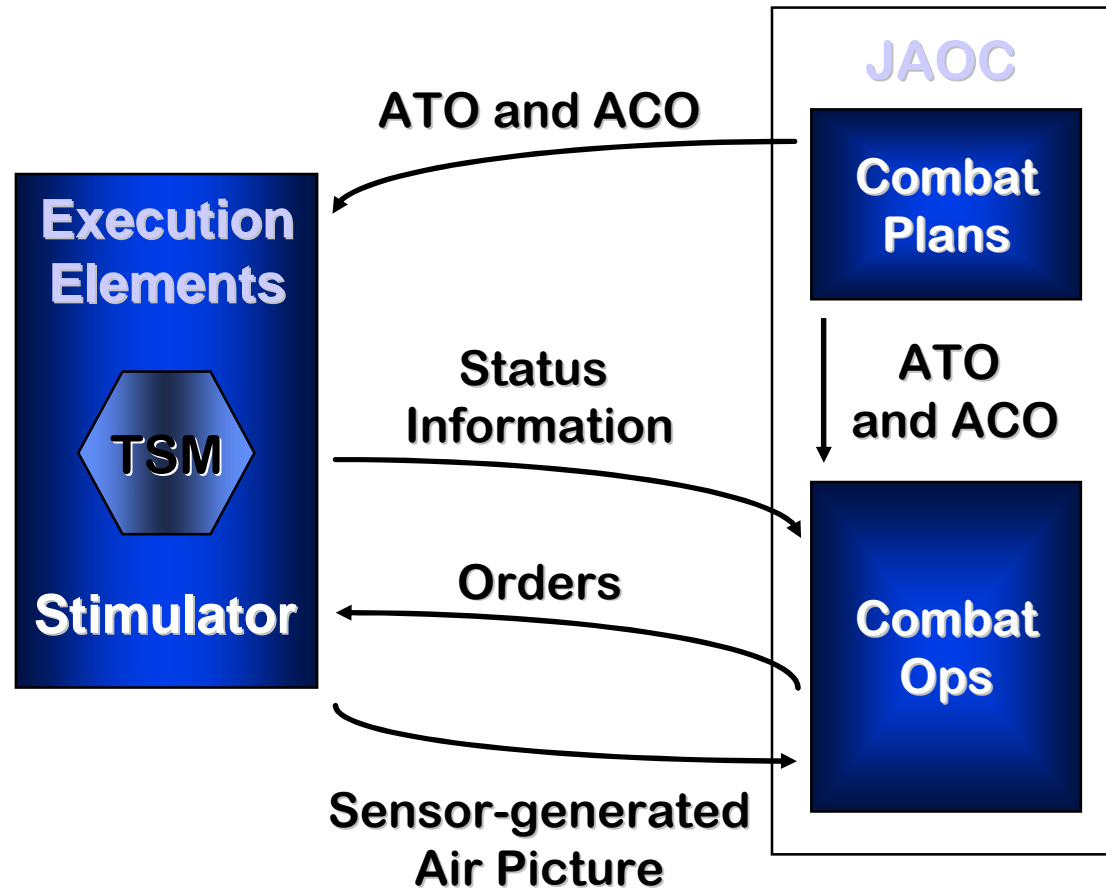 JAOC
ATO and ACO
Combat
Plans
Execution
Elements
ATO
and ACO
Status
Information
TSM
Orders
Stimulator
Combat
Ops
Sensor-generated
Air Picture